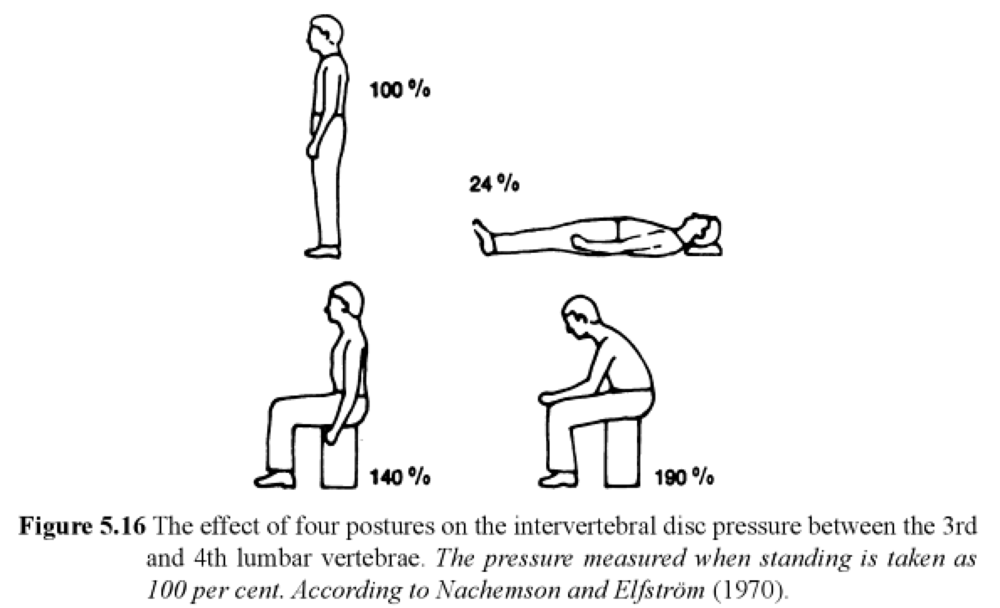 100 %
24 %
140 %
190 %
Figure 5.16 The effect of four postures on the intervertebral disc pressure between the 3rd
and 4th lumbar vertebrae. The pressure measured when standing is taken as
100 per cent. According to Nachemson and Elfström (1970).